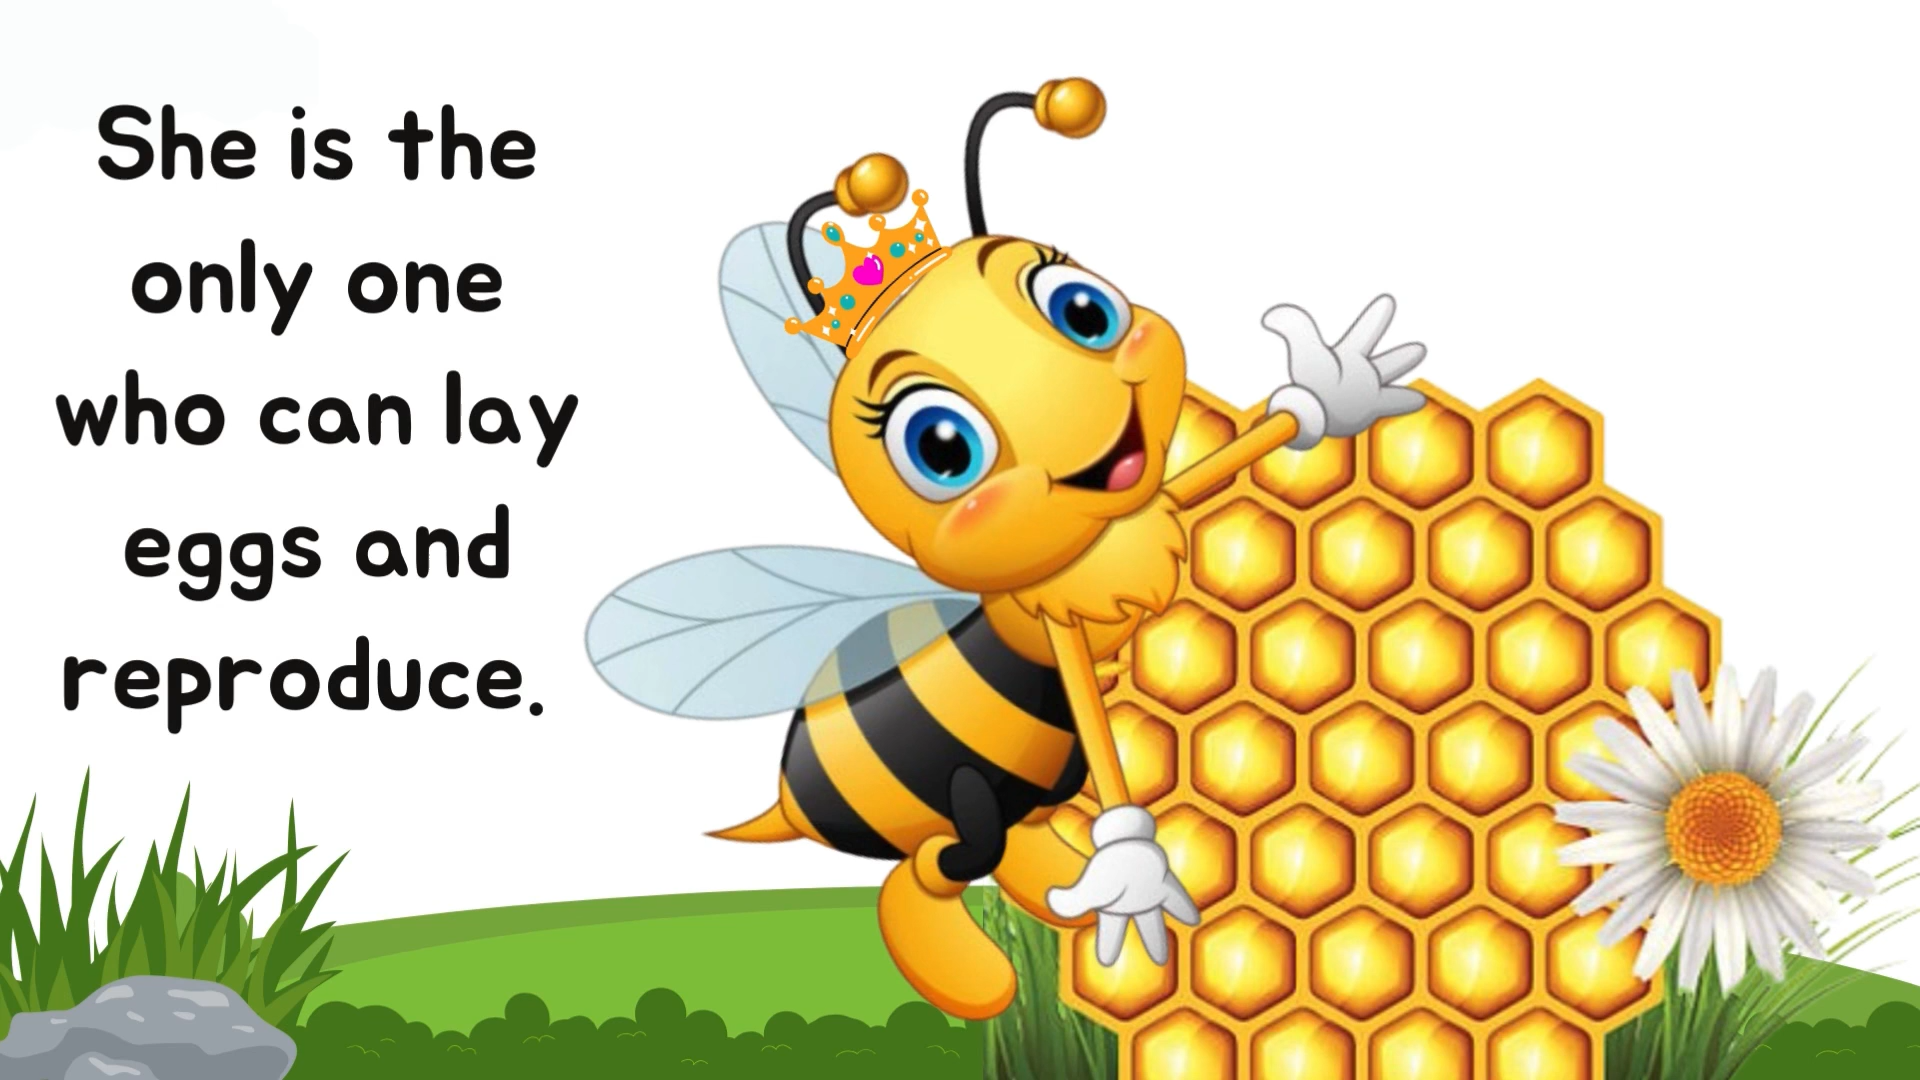 She is the
only one
who can lay
eggs and
reproduce.